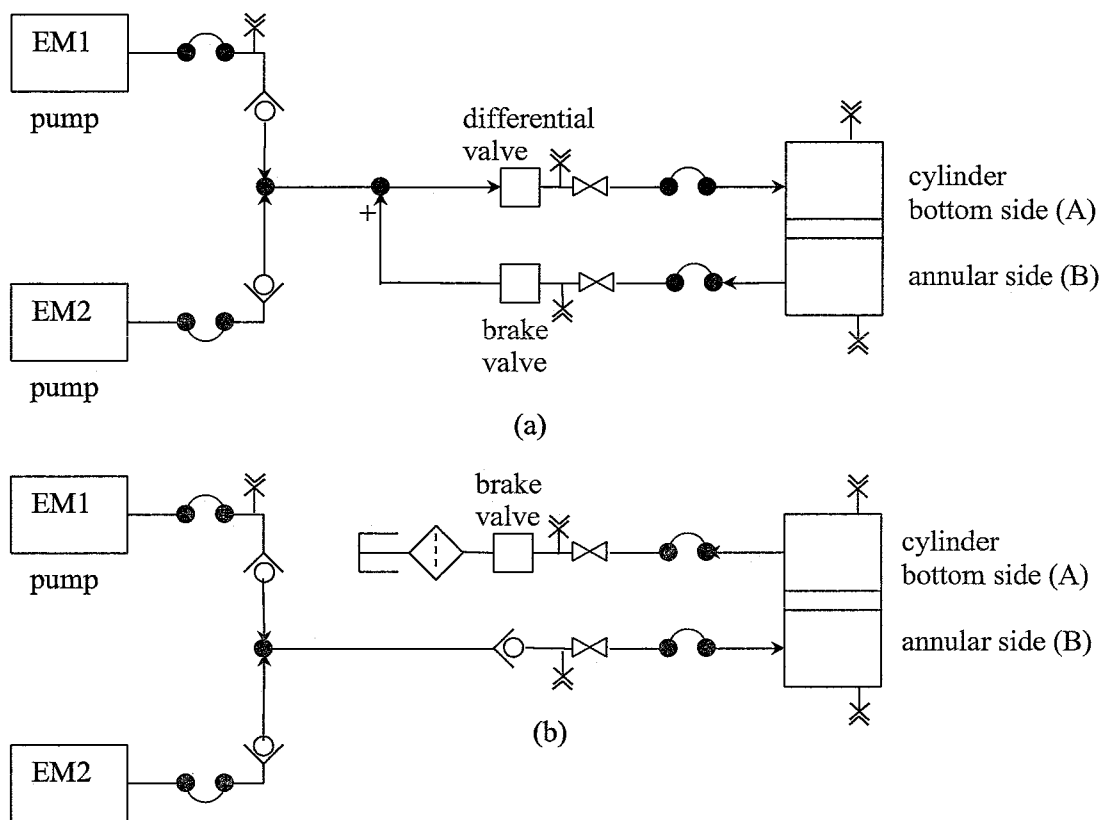 EM1
pump
differential
valve
cylinder
bottom side (A)
+
annular side (B)
EM2
pump
brake
valve
(a)
EM1
pump
brake
valve
cylinder
bottom side (A)
annular side (B)
(b)
EM2